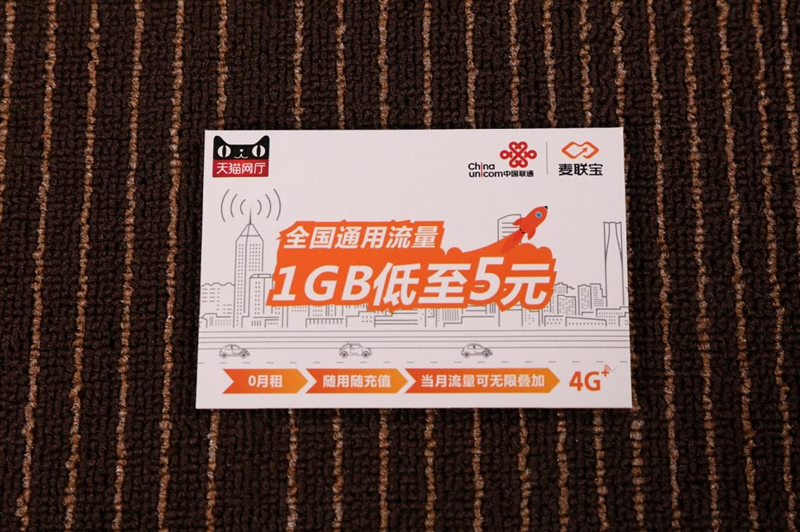 天猫网厅
China
unicom中国联通
麦联宝
全国通用流量
1GB低至5元
0月租
随用随充值
当月流量可无限叠加
4G+